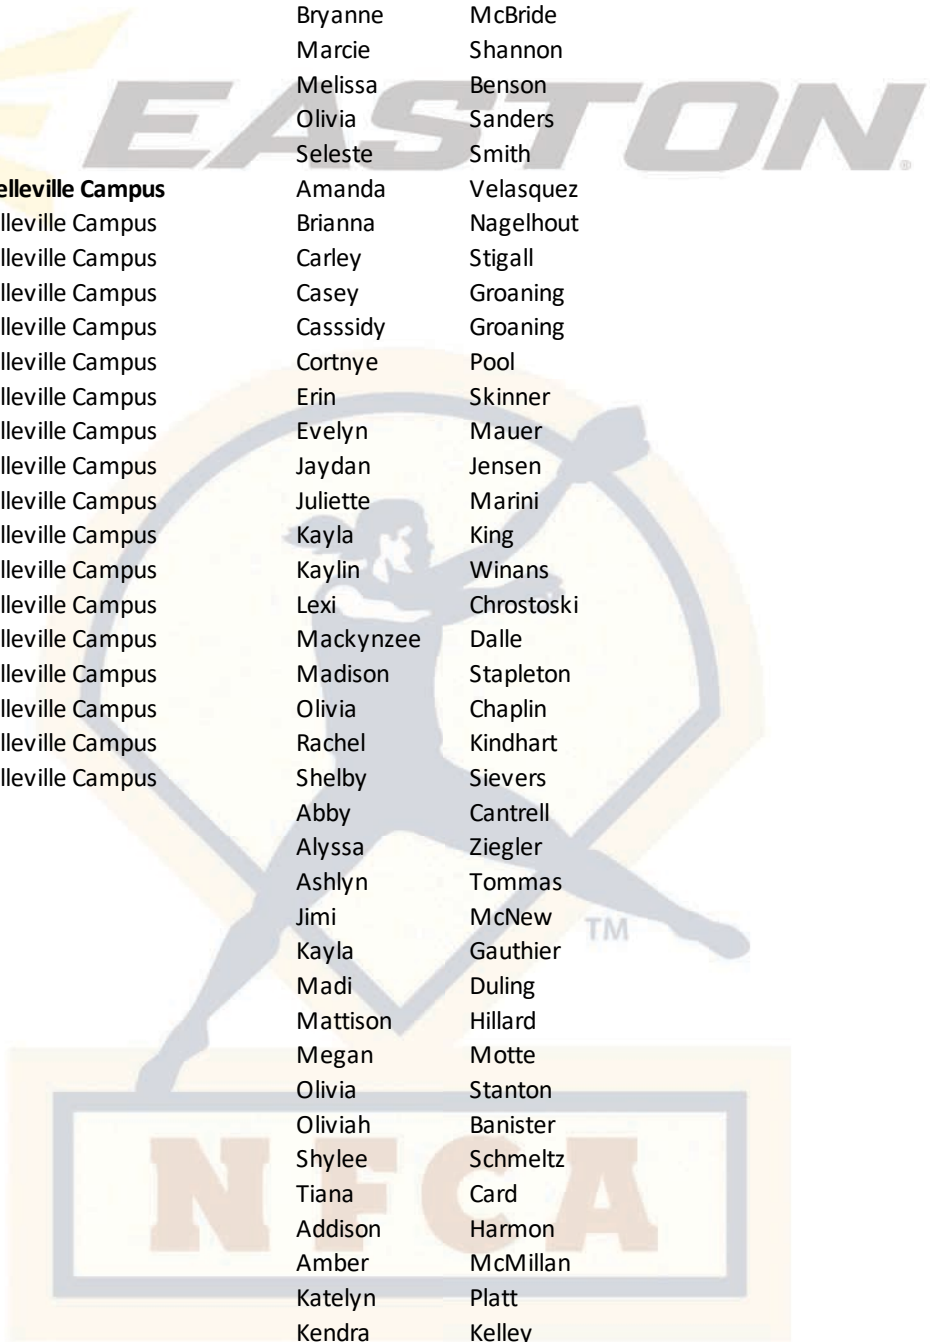 Bryanne McBride
Marcie Shannon
Melissa Benson
EASTON
Olivia Sanders
Seleste Smith
elleville Campus Amanda Velasquez
lleville Campus Brianna Nagelhout
lleville Campus Carley Stigall
lleville Campus Casey Groaning
lleville Campus Casssidy Groaning
lleville Campus Cortnye Pool
lleville Campus Erin Skinner
lleville Campus Evelyn Mauer
lleville Campus Jaydan Jensen
lleville Campus Juliette Marini
lleville Campus Kayla King
lleville Campus Kaylin Winans
lleville Campus Lexi Chrostoski
lleville Campus Mackynzee Dalle
lleville Campus Madison Stapleton
lleville Campus Olivia Chaplin
lleville Campus Rachel Kindhart
lleville Campus Shelby Sievers
Abby Cantrell
Alyssa Ziegler
Ashlyn Tommas
Jimi McNew
TM
Kayla Gauthier
Madi Duling
Mattison Hillard
Megan Motte
Olivia Stanton
Oliviah Banister
Shylee Schmeltz
NFCA
Tiana Card
Addison Harmon
Amber McMillan
Katelyn Platt
Kendra Kelley